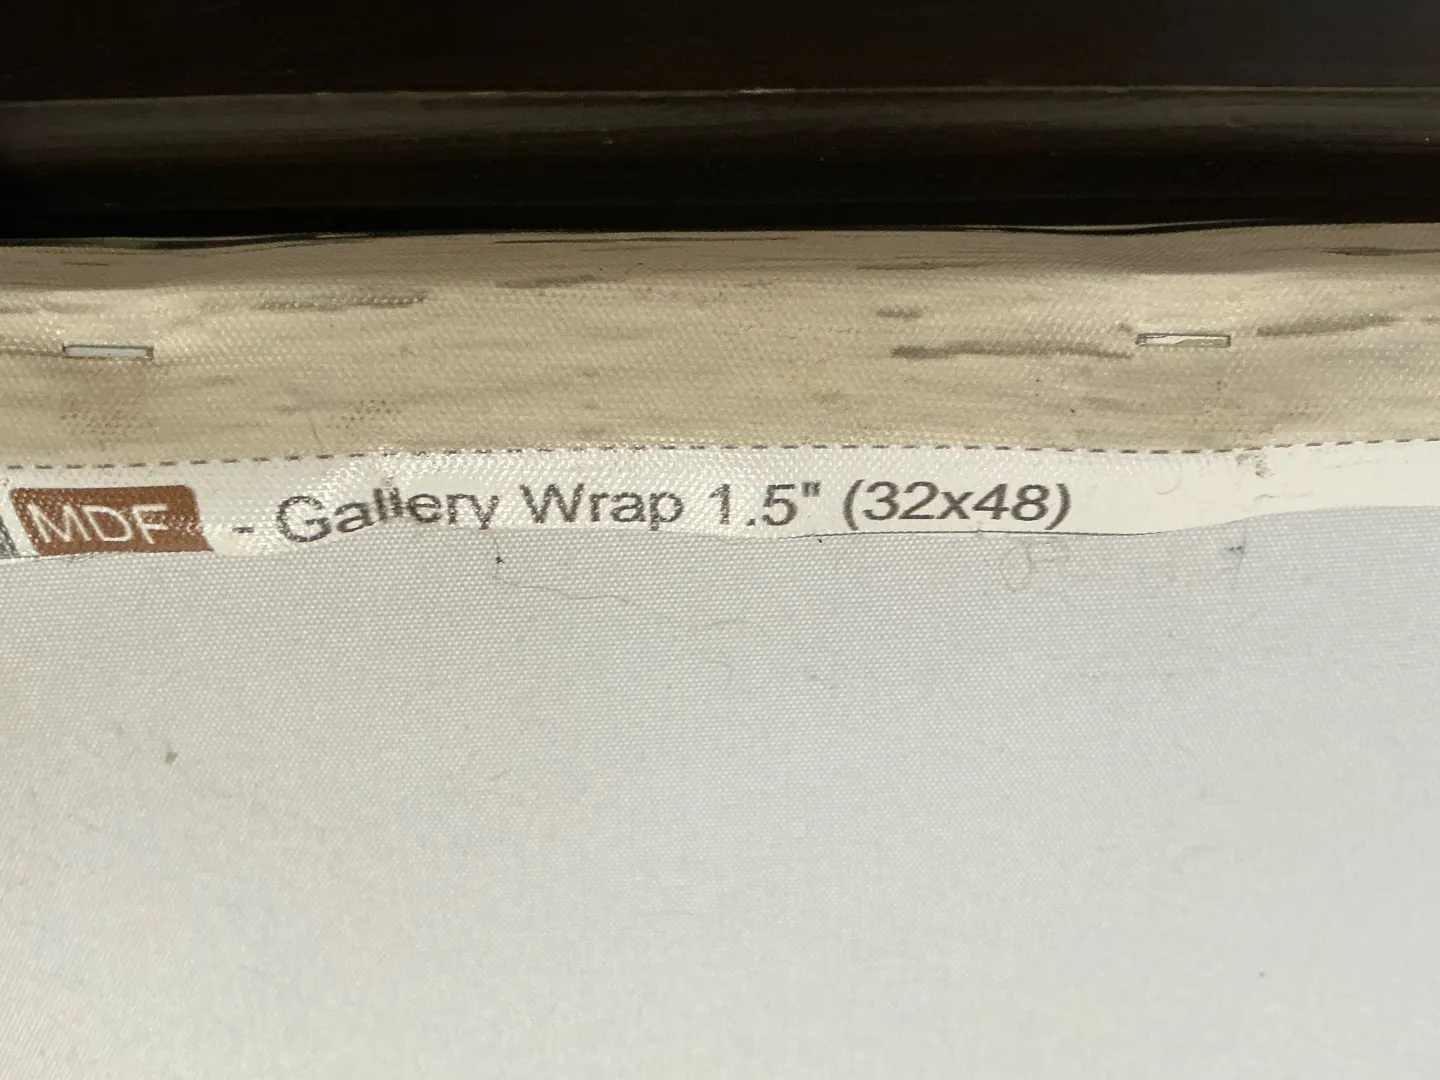 MDF - Gallery Wrap 1.5" (32x48)